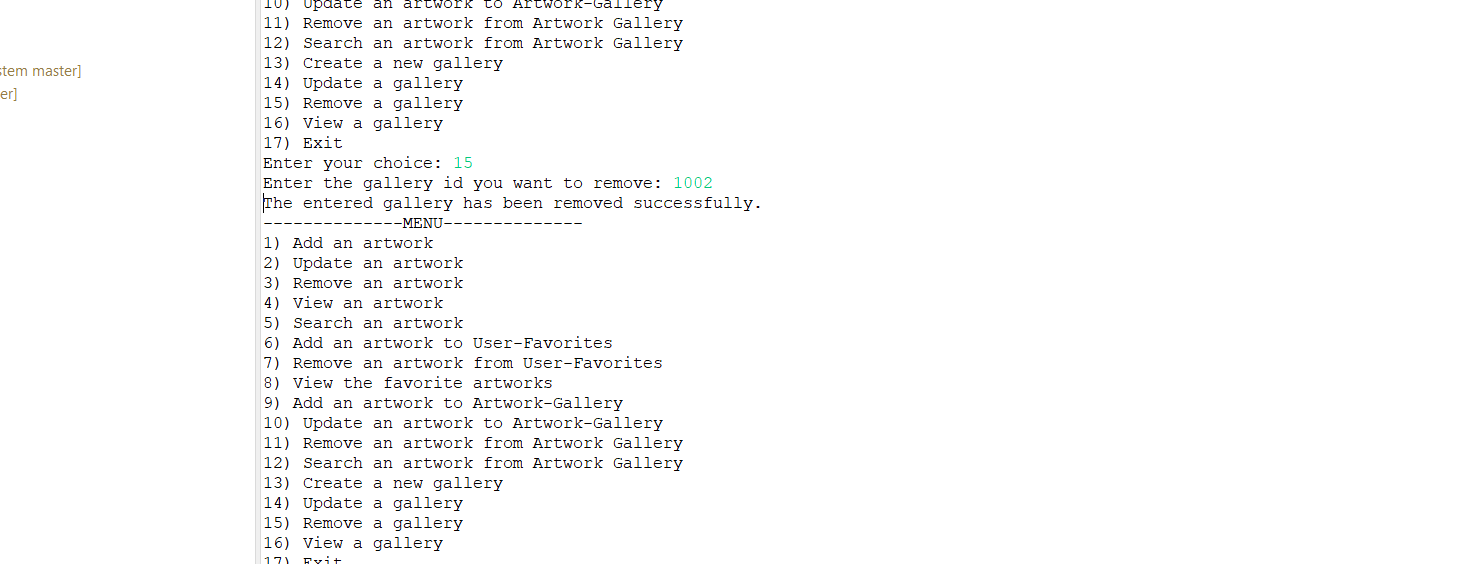 10) Update an artwork to Artwork-Gallery
11) Remove an artwork from Artwork Gallery
12) Search an artwork from Artwork Gallery
13) Create a new gallery
stem master]
14) Update a gallery
er]
15) Remove a gallery
16) View a gallery
17) Exit
Enter your choice: 15
Enter the gallery id you want to remove: 1002
The entered gallery has been removed successfully.
--------------MENU--------------
1) Add an artwork
2) Update an artwork
3) Remove an artwork
4) View an artwork
5) Search an artwork
6) Add an artwork to User-Favorites
7) Remove an artwork from User-Favorites
8) View the favorite artworks
9) Add an artwork to Artwork-Gallery
10) Update an artwork to Artwork-Gallery
11) Remove an artwork from Artwork Gallery
12) Search an artwork from Artwork Gallery
13) Create a new gallery
14) Update a gallery
15) Remove a gallery
16) View a gallery
17) Exit